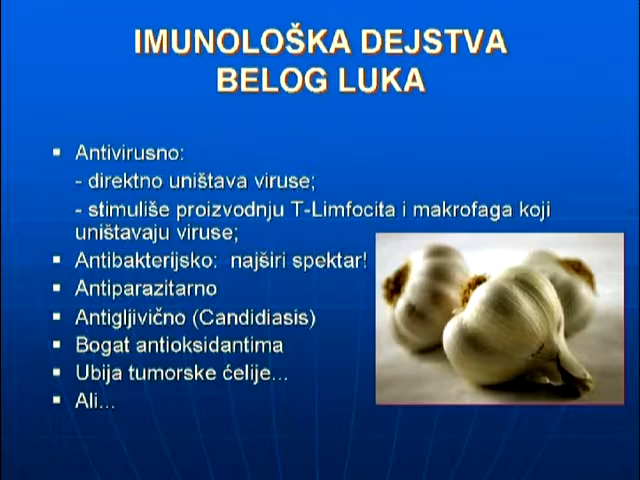 IMUNOLOŠKA DEJSTVA
BELOG LUKA
▪ Antivirusno:
- direktno uništava viruse;
- stimuliše proizvodnju T-Limfocita i makrofaga koji
uništavaju viruse;
▪ Antibakterijsko: najširi spektar!
▪ Antiparazitarno
▪ Antigljivično (Candidiasis)
▪ Bogat antioksidantima
▪ Ubija tumorske ćelije...
▪ Ali...